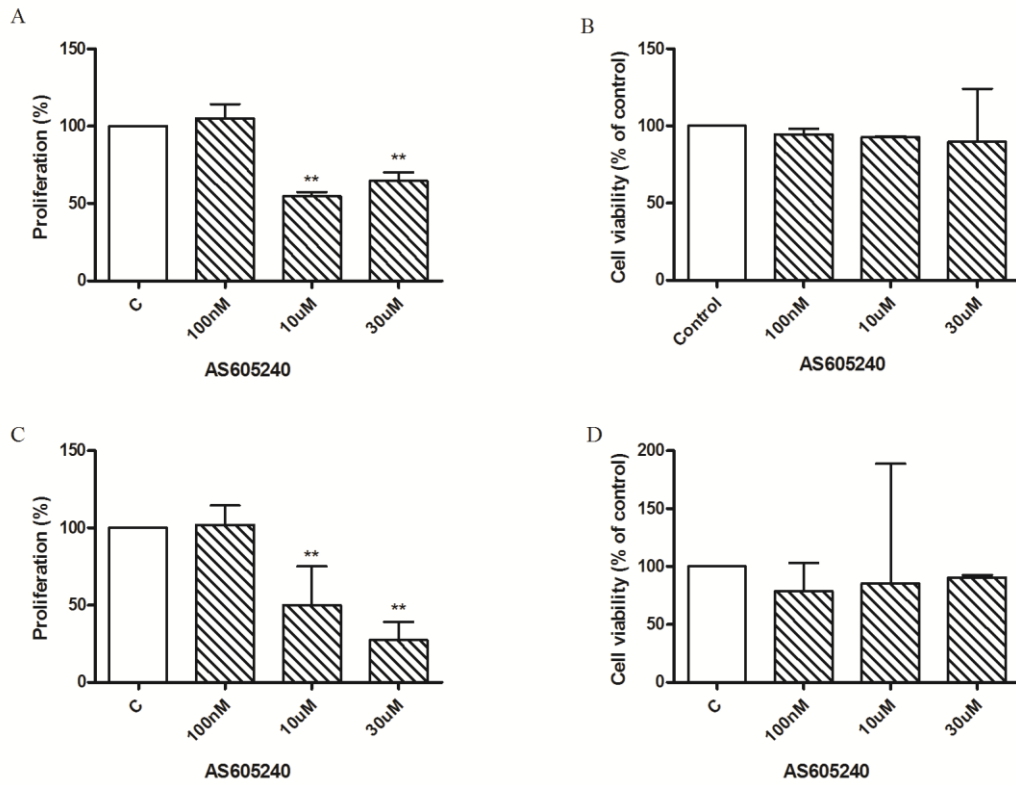 A
150
100
50
0
Proliferation (%)
**
**
C
100nM
10uM
30uM
AS605240
B
150
100
50
0
Cell viability (% of control)
Control
100nM
10uM
30uM
AS605240
C
150
100
50
0
Proliferation (%)
**
**
C
100nM
10uM
30uM
AS605240
D
200
150
100
50
0
Cell viability (% of control)
C
100nM
10uM
30uM
AS605240